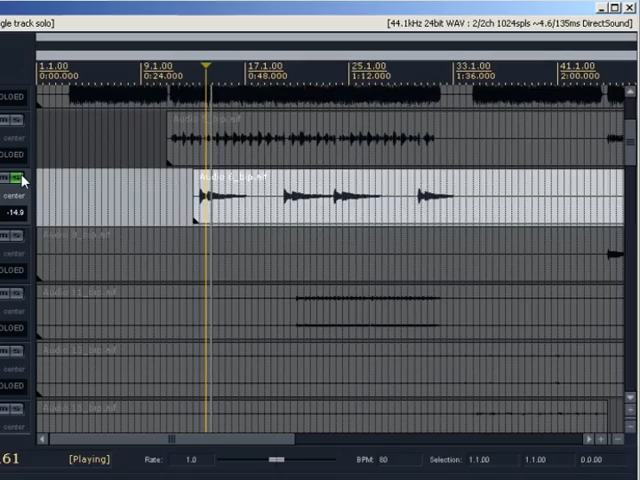 gle track solo]
[44.1kHz 24bit WAV : 2/2ch 1024spls ~4.6/135ms DirectSound]
1.1.00 9.1.00 17.1.00 25.1.00 33.1.00 41.1.00
0:00.000 0:24.000 0:48.000 1:12.000 1:36.000 2:00.000
OLOED
m s
center
OLOED
m s
center
-14.9
m s
center
OLOED
m s
center
OLOED
m s
center
OLOED
m s
61 [Playing] Rate: 1.0 BPM: 80 Selection: 1.1.00 1.1.00 0.0.00